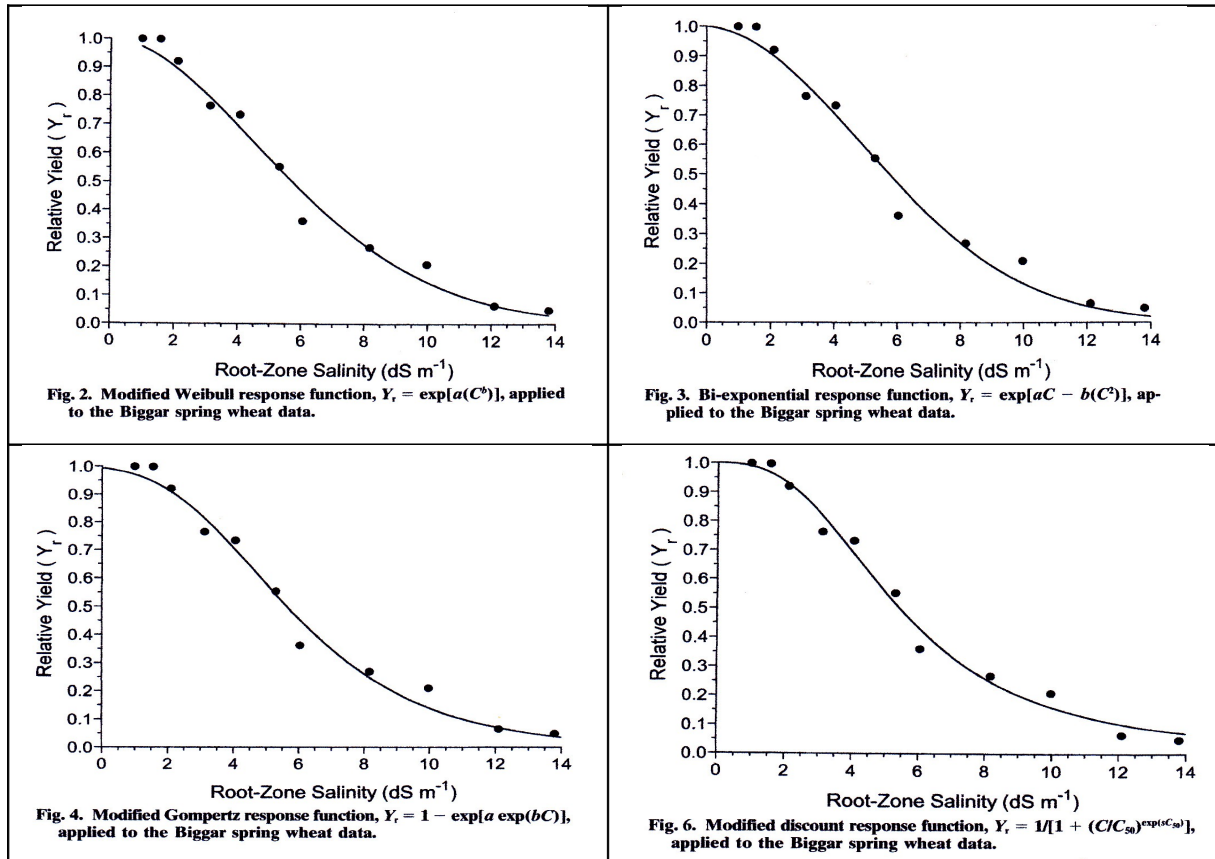 1.0
0.9
0.8
0.7
0.6
0.5
0.4
0.3
0.2
0.1
0.0
Relative Yield ( Y_r )
0 2 4 6 8 10 12 14
Root-Zone Salinity (dS m⁻¹)
Fig. 2. Modified Weibull response function, Y_r = exp[a(C^b)], applied
to the Biggar spring wheat data.
1.0
0.9
0.8
0.7
0.6
0.5
0.4
0.3
0.2
0.1
0.0
Relative Yield ( Y_r )
0 2 4 6 8 10 12 14
Root-Zone Salinity (dS m⁻¹)
Fig. 3. Bi-exponential response function, Y_r = exp[aC − b(C²)], ap-
plied to the Biggar spring wheat data.
1.0
0.9
0.8
0.7
0.6
0.5
0.4
0.3
0.2
0.1
0.0
Relative Yield ( Y_r )
0 2 4 6 8 10 12 14
Root-Zone Salinity (dS m⁻¹)
Fig. 4. Modified Gompertz response function, Y_r = 1 − exp[a exp(bC)],
applied to the Biggar spring wheat data.
1.0
0.9
0.8
0.7
0.6
0.5
0.4
0.3
0.2
0.1
0.0
Relative Yield ( Y_r )
0 2 4 6 8 10 12 14
Root-Zone Salinity (dS m⁻¹)
Fig. 6. Modified discount response function, Y_r = 1/[1 + (C/C₅₀)^exp(sC₅₀)],
applied to the Biggar spring wheat data.